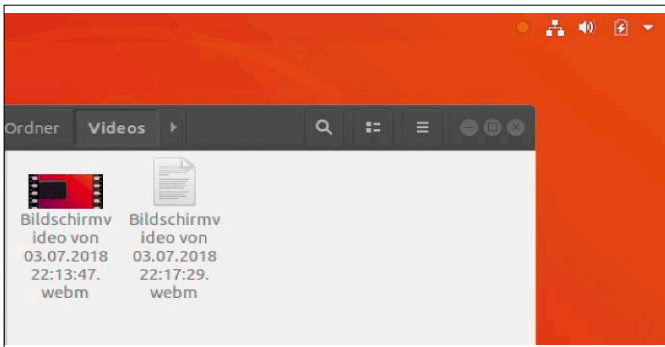 Ordner Videos
Bildschirmv
ideo von
03.07.2018
22:13:47.
webm
Bildschirmv
ideo von
03.07.2018
22:17:29.
webm